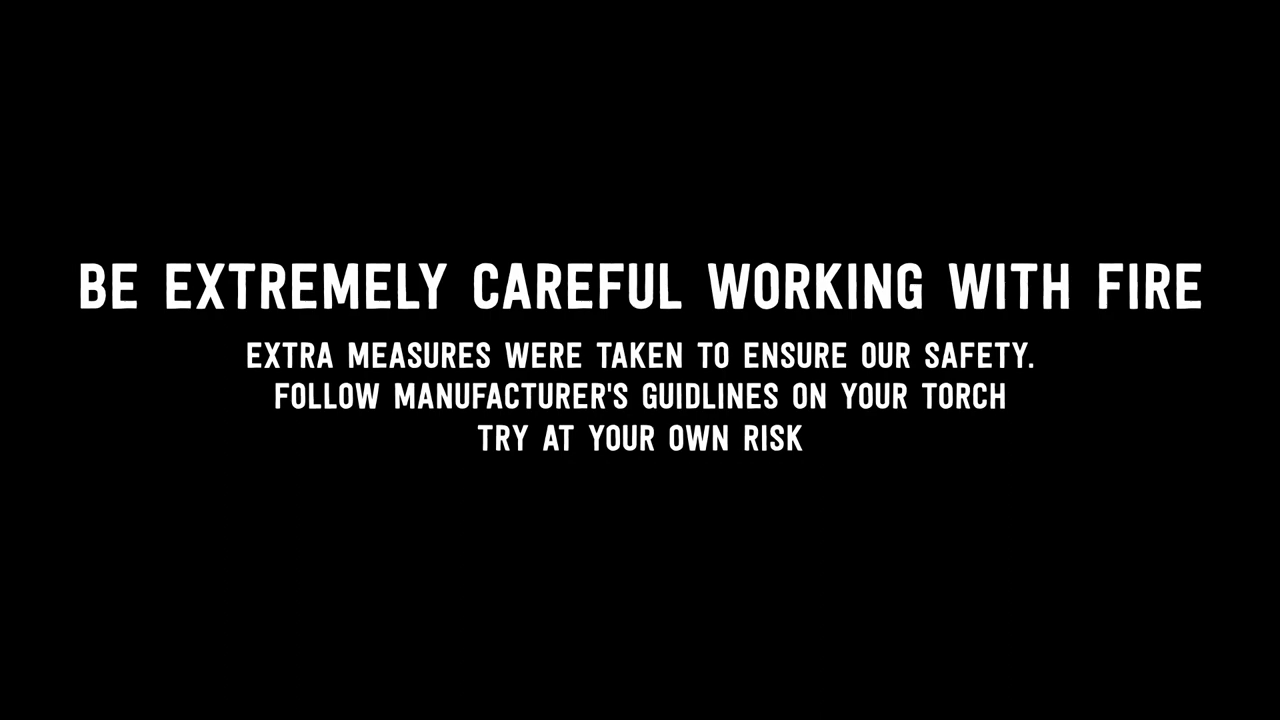 BE EXTREMELY CAREFUL WORKING WITH FIRE
EXTRA MEASURES WERE TAKEN TO ENSURE OUR SAFETY.
FOLLOW MANUFACTURER'S GUIDLINES ON YOUR TORCH
TRY AT YOUR OWN RISK